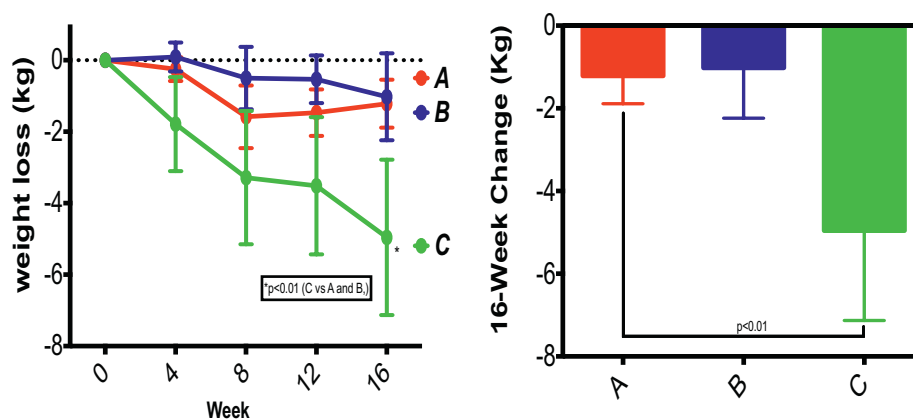 weight loss (kg)
0
-2
-4
-6
-8
0
4
8
12
16
Week
A
B
C
*
*p<0.01 (C vs A and B,)
16-Week Change (Kg)
0
-2
-4
-6
-8
p<0.01
A
B
C